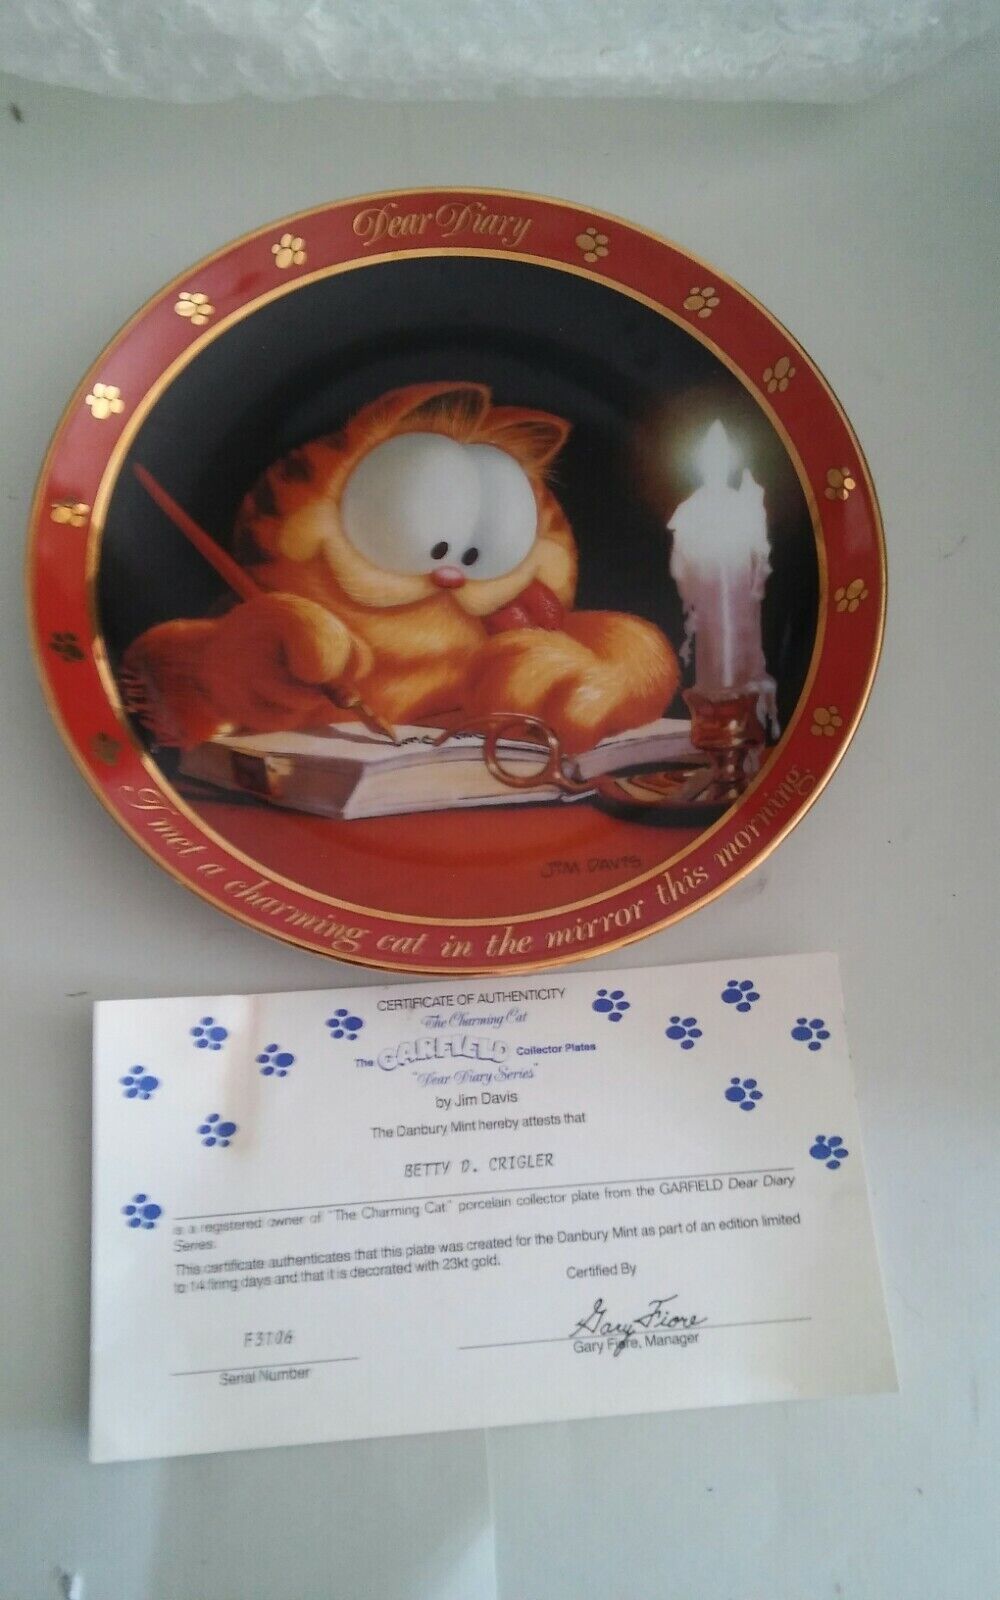 Dear Diary
JIM DAVIS
I met a charming cat in the mirror this morning.
CERTIFICATE OF AUTHENTICITY
The Charming Cat
The GARFIELD Collector Plates
"Dear Diary Series"
by Jim Davis
The Danbury Mint hereby attests that
BETTY D. CRIGLER
is a registered owner of "The Charming Cat" porcelain collector plate from the GARFIELD Dear Diary
Series.
This certificate authenticates that this plate was created for the Danbury Mint as part of an edition limited
to 14 firing days and that it is decorated with 23kt gold.
Certified By
Gary Fiore
Gary Fiore, Manager
Serial Number